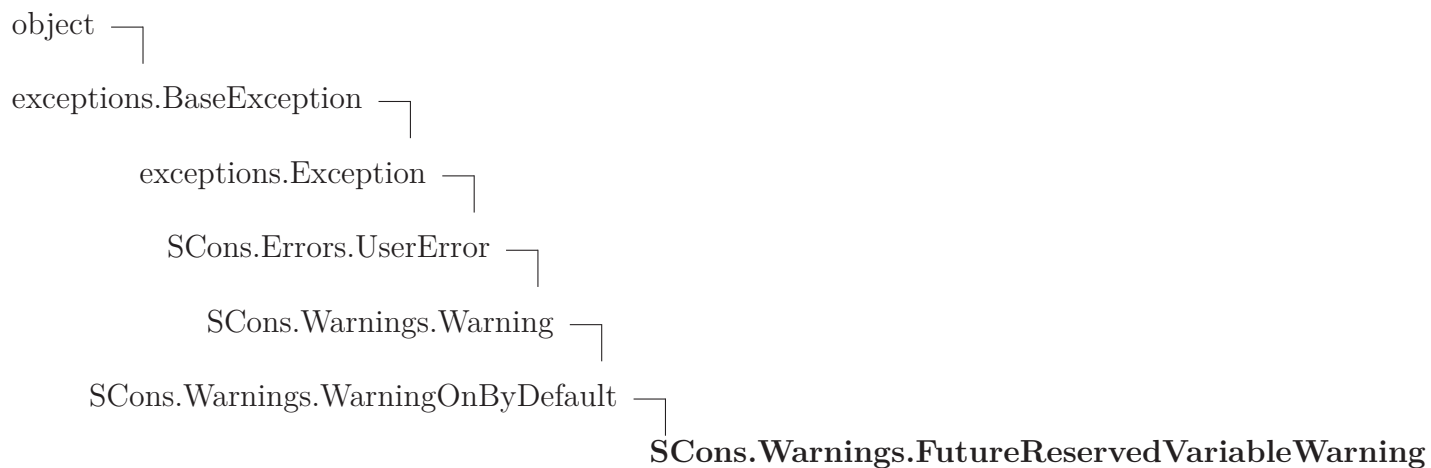 object
exceptions.BaseException
exceptions.Exception
SCons.Errors.UserError
SCons.Warnings.Warning
SCons.Warnings.WarningOnByDefault
SCons.Warnings.FutureReservedVariableWarning